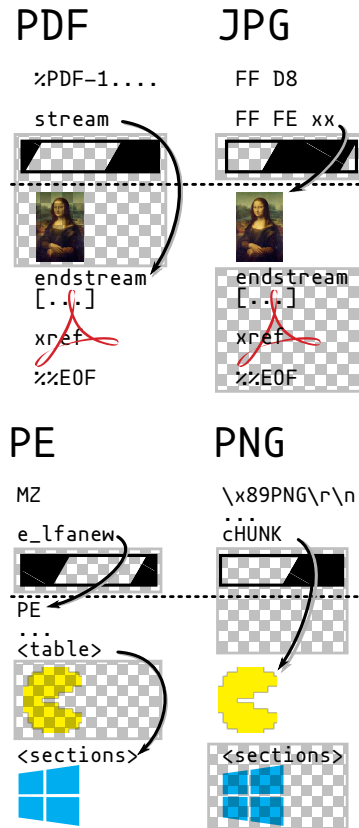 PDF
%PDF-1....
stream
endstream
[...]
xref
%%EOF
JPG
FF D8
FF FE xx
endstream
[...]
xref
%%EOF
PE
MZ
e_lfanew
PE
...
<table>
<sections>
PNG
\x89PNG\r\n
...
cHUNK
<sections>